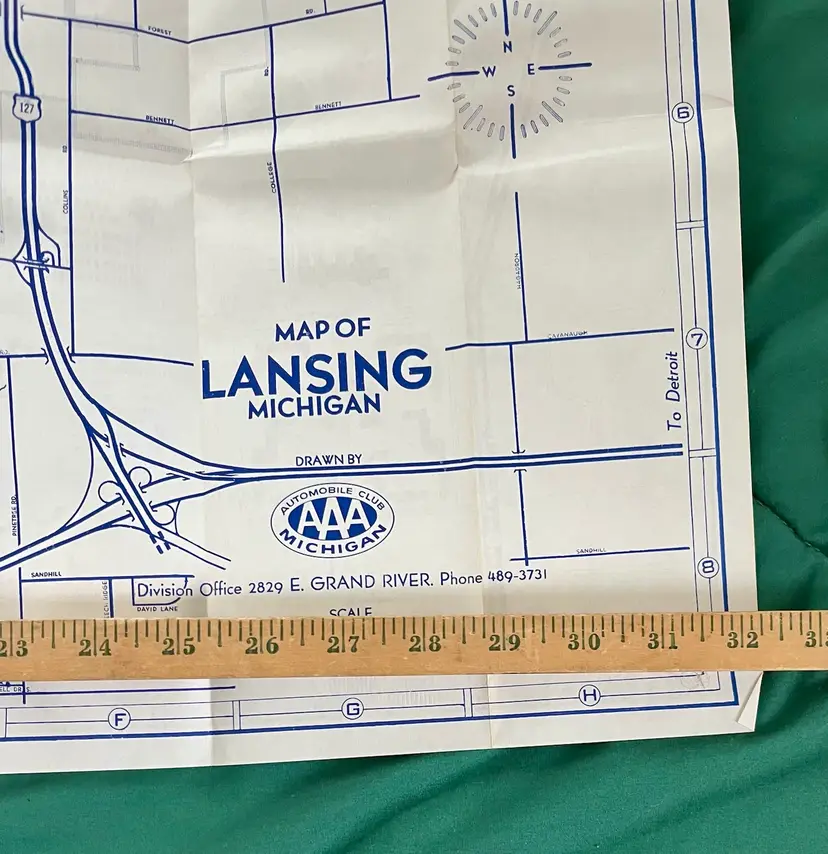 FOREST
RD.
N
W E
S
127
RD.
BENNETT
BENNETT
6
COLLEGE
COLLINS
RD.
HAGADORN
MAP OF
LANSING
MICHIGAN
CAVANAUGH
7
To Detroit
DRAWN BY
AUTOMOBILE CLUB
AAA
MICHIGAN
PINETREE RD.
SANDHILL
SANDHILL
8
Division Office 2829 E. GRAND RIVER. Phone 489-3731
DAVID LANE
SCALE
23 24 25 26 27 28 29 30 31 32
F
G
H